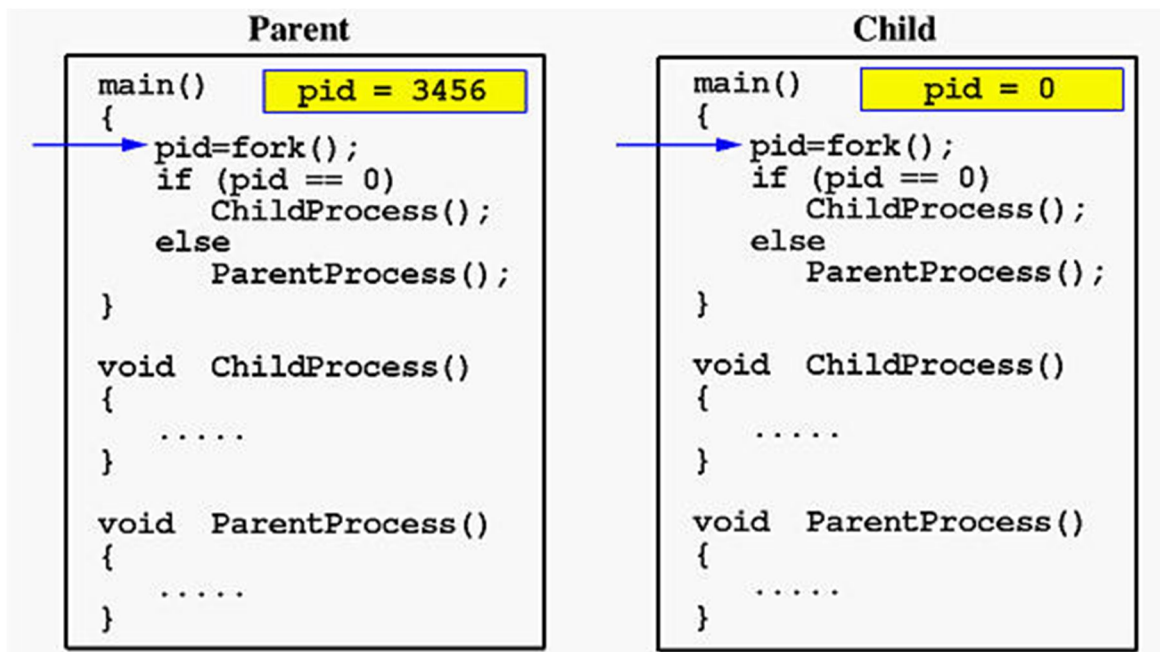 Parent
main()
pid = 3456
{
pid=fork();
if (pid == 0)
ChildProcess();
else
ParentProcess();
}
void ChildProcess()
{
.....
}
void ParentProcess()
{
.....
}
Child
main()
pid = 0
{
pid=fork();
if (pid == 0)
ChildProcess();
else
ParentProcess();
}
void ChildProcess()
{
.....
}
void ParentProcess()
{
.....
}